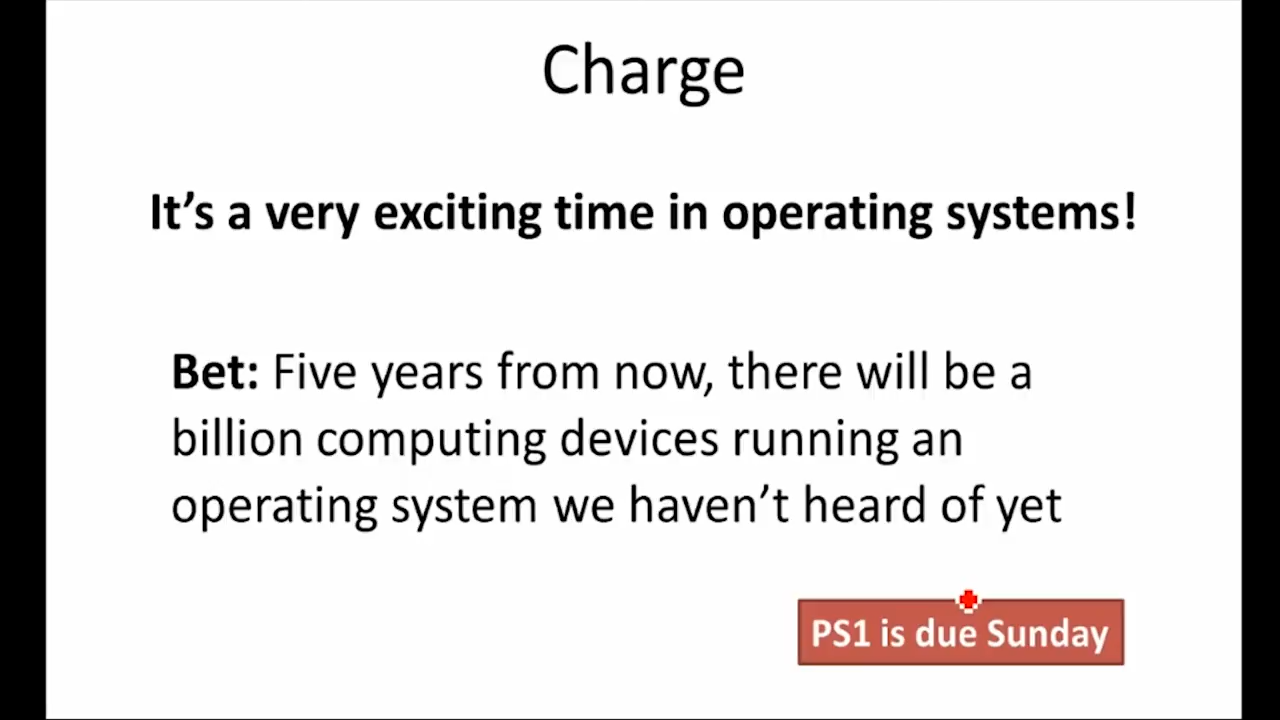 Charge
It’s a very exciting time in operating systems!
Bet: Five years from now, there will be a
billion computing devices running an
operating system we haven’t heard of yet
PS1 is due Sunday